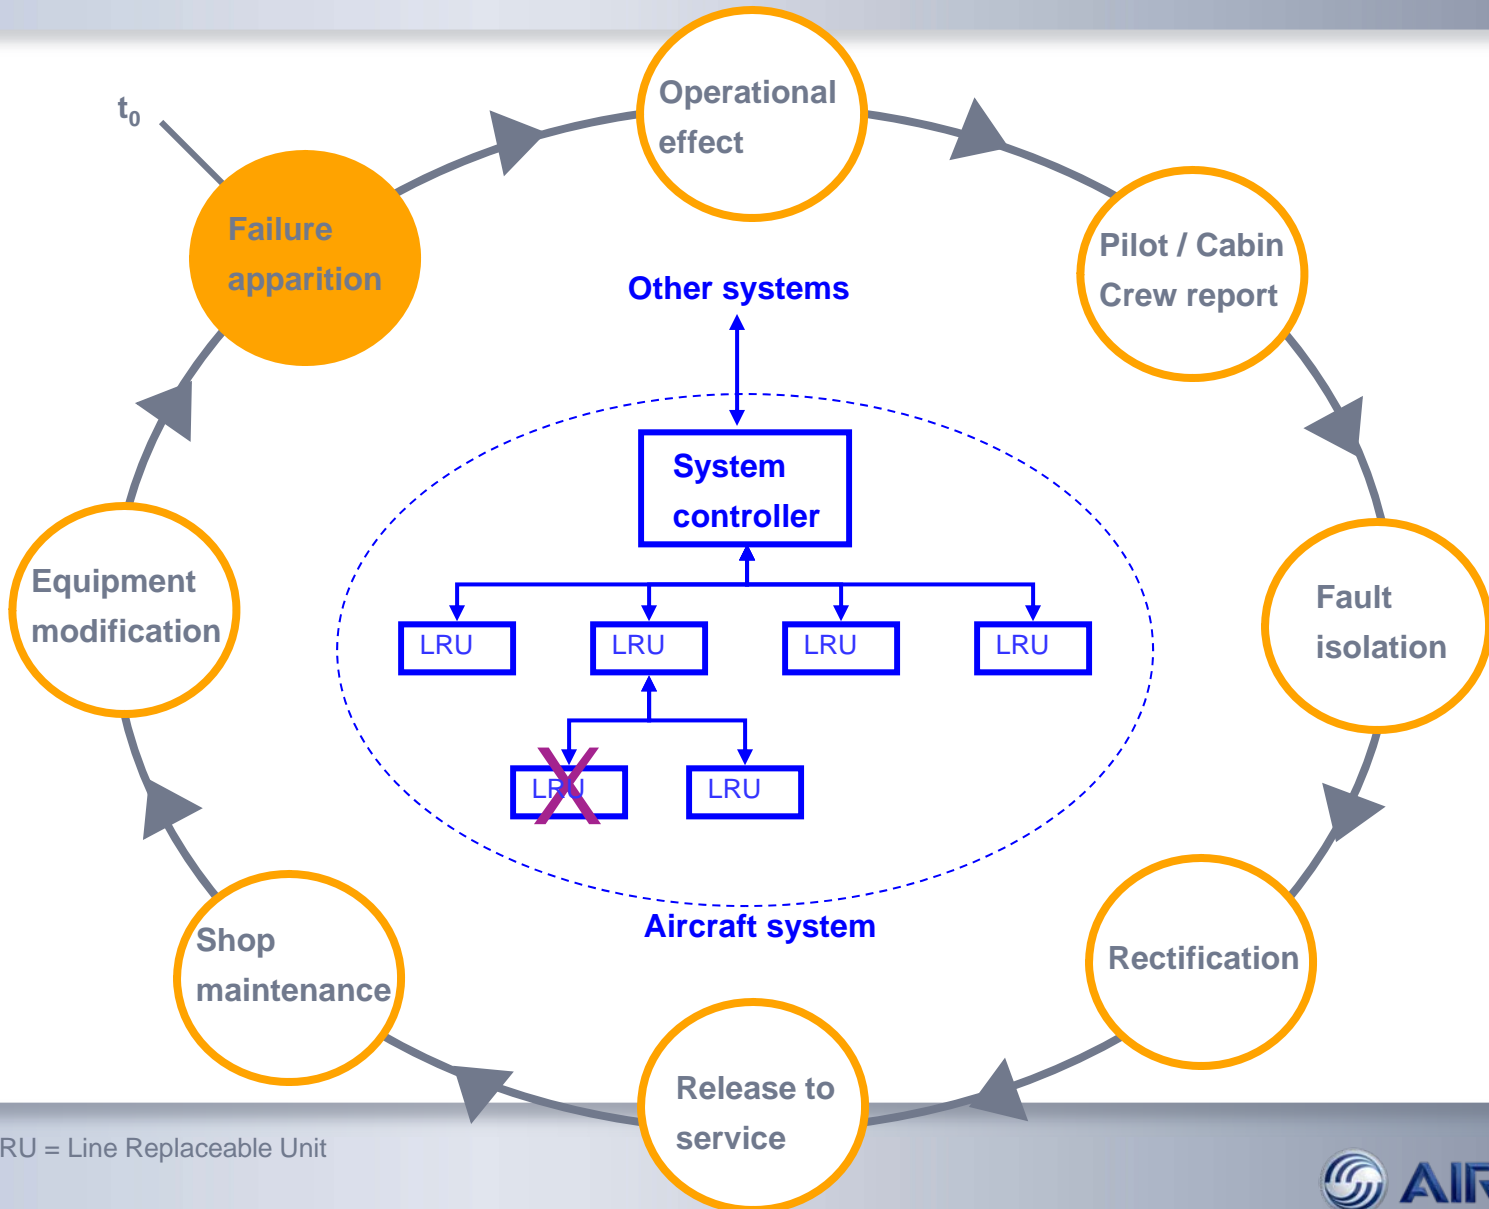 Operational
effect
t0
Failure
apparition
Pilot / Cabin
Crew report
Other systems
System
controller
Equipment
modification
LRU
LRU
LRU
LRU
Fault
isolation
LRU
LRU
Aircraft system
Shop
maintenance
Rectification
Release to
service
RU = Line Replaceable Unit